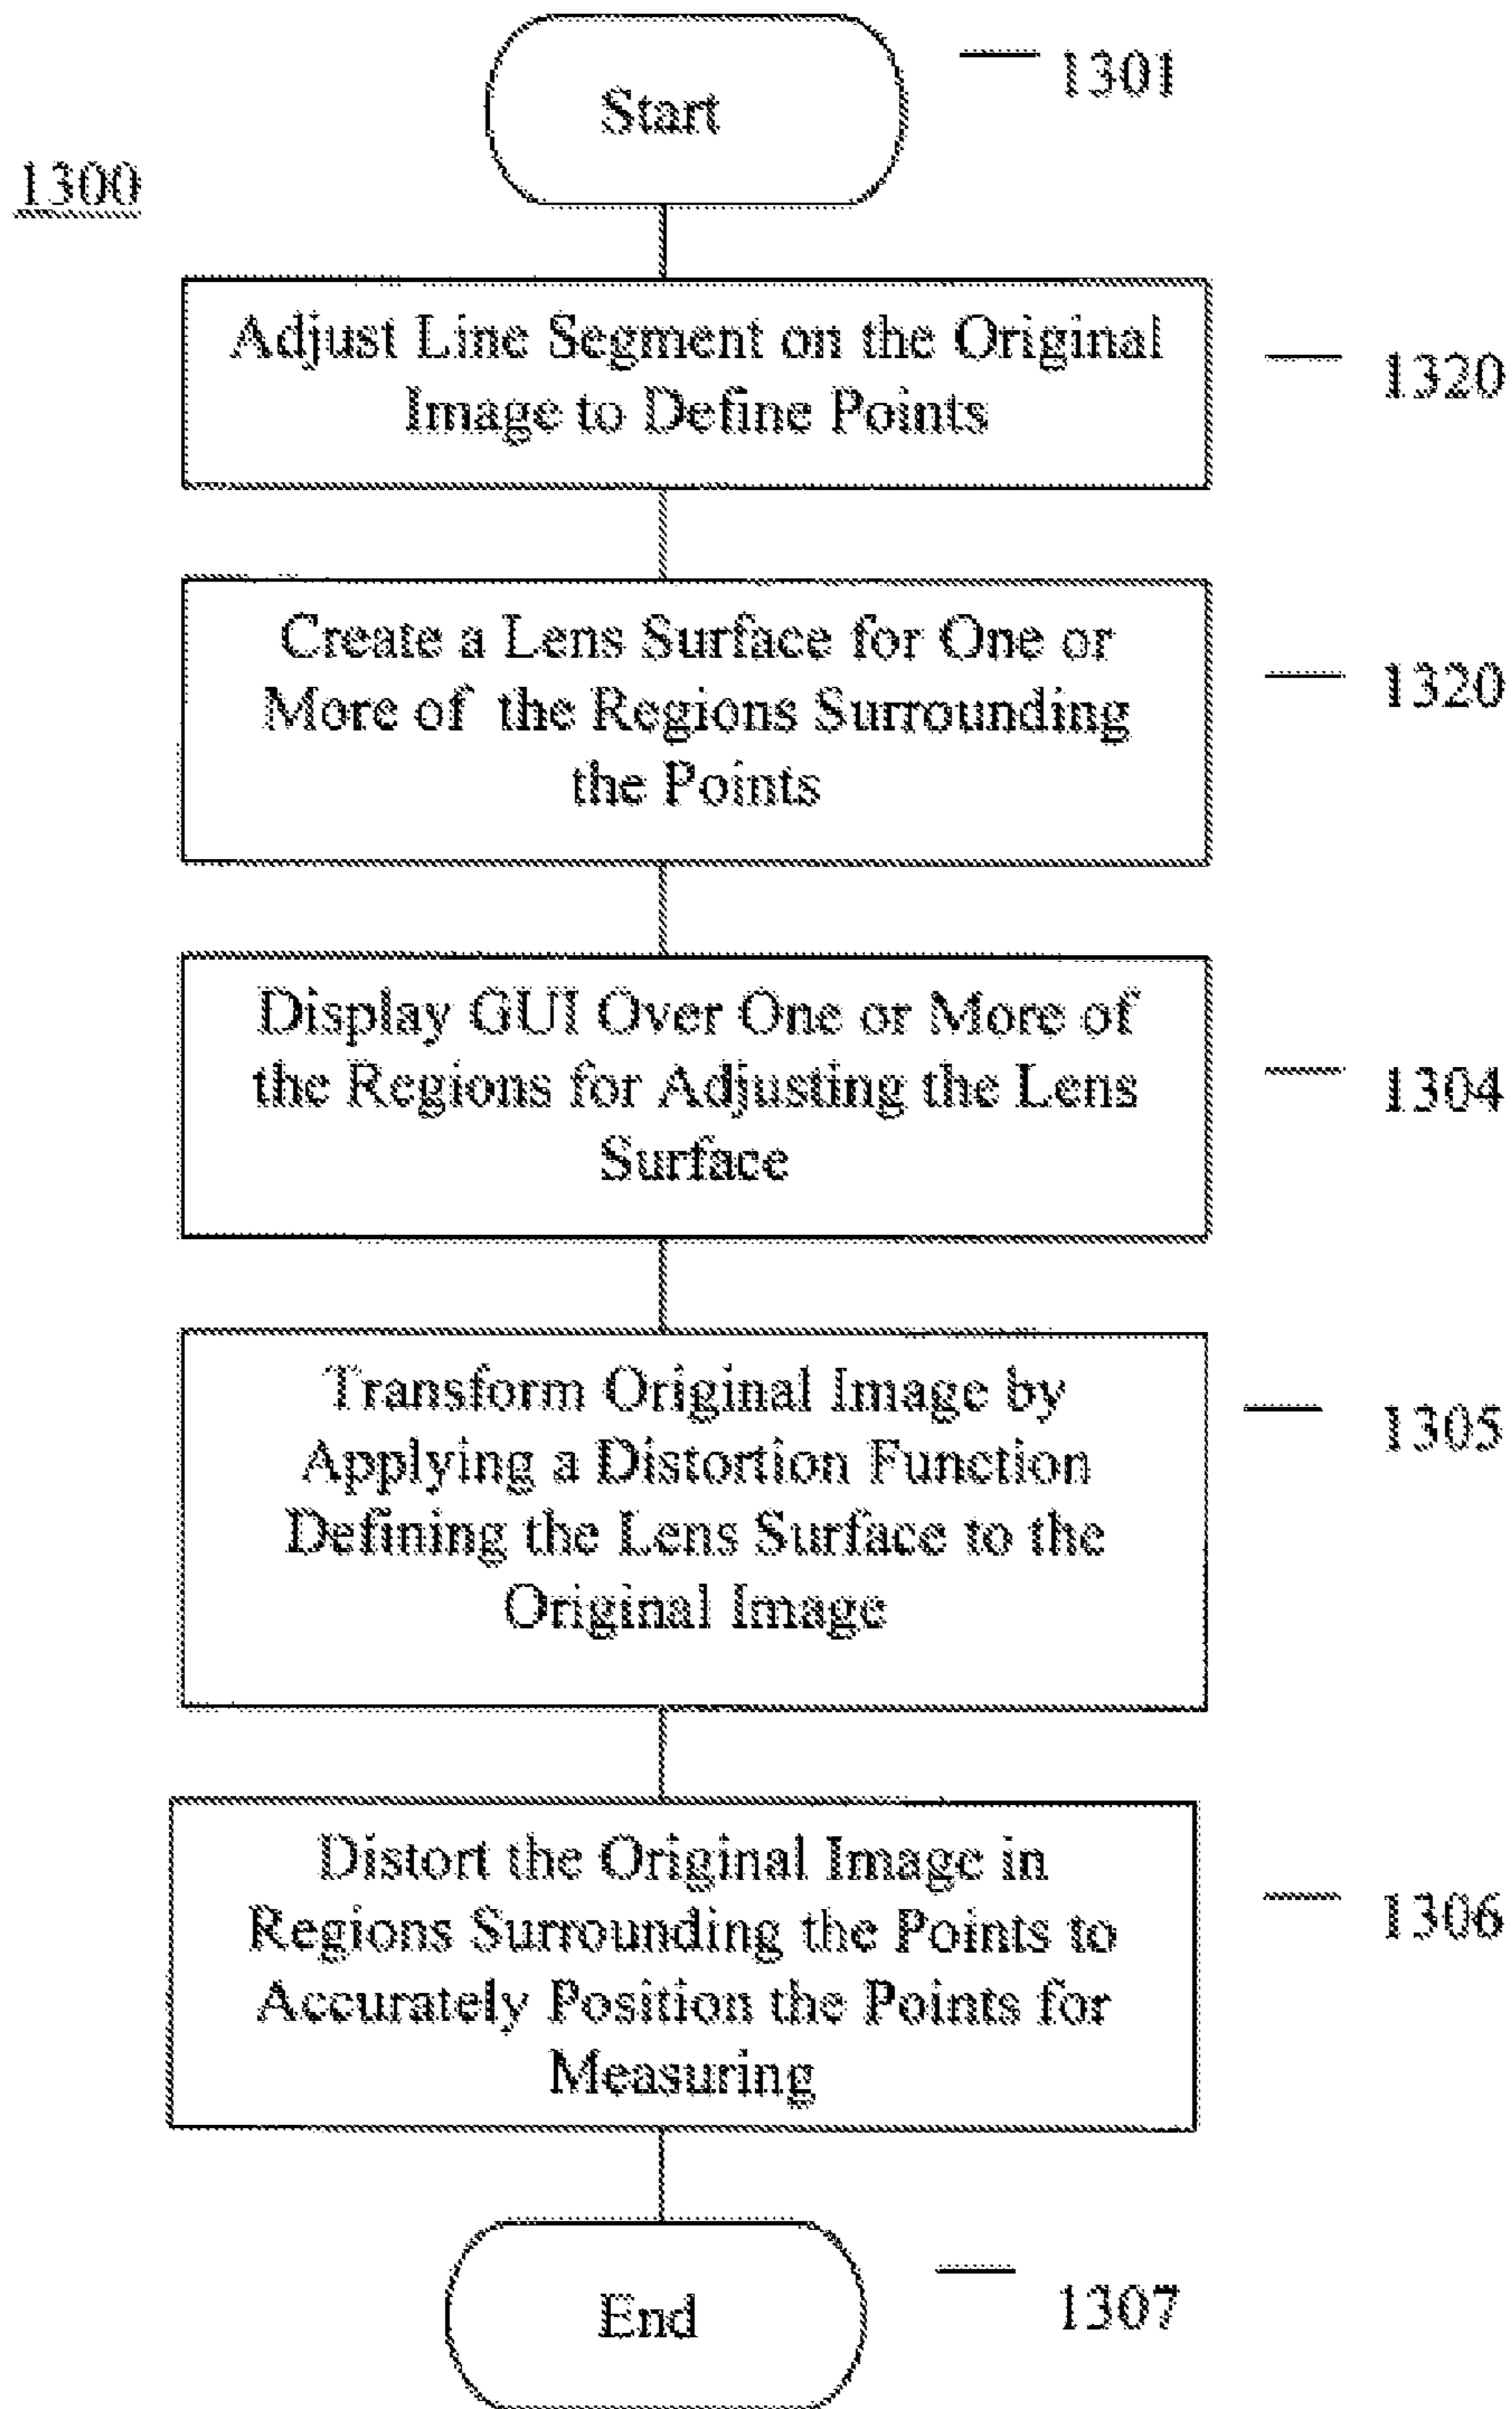 Start
1301
1300
Adjust Line Segment on the Original
Image to Define Points
1320
Create a Lens Surface for One or
More of the Regions Surrounding
the Points
1320
Display GUI Over One or More of
the Regions for Adjusting the Lens
Surface
1304
Transform Original Image by
Applying a Distortion Function
Defining the Lens Surface to the
Original Image
1305
Distort the Original Image in
Regions Surrounding the Points to
Accurately Position the Points for
Measuring
1306
End
1307